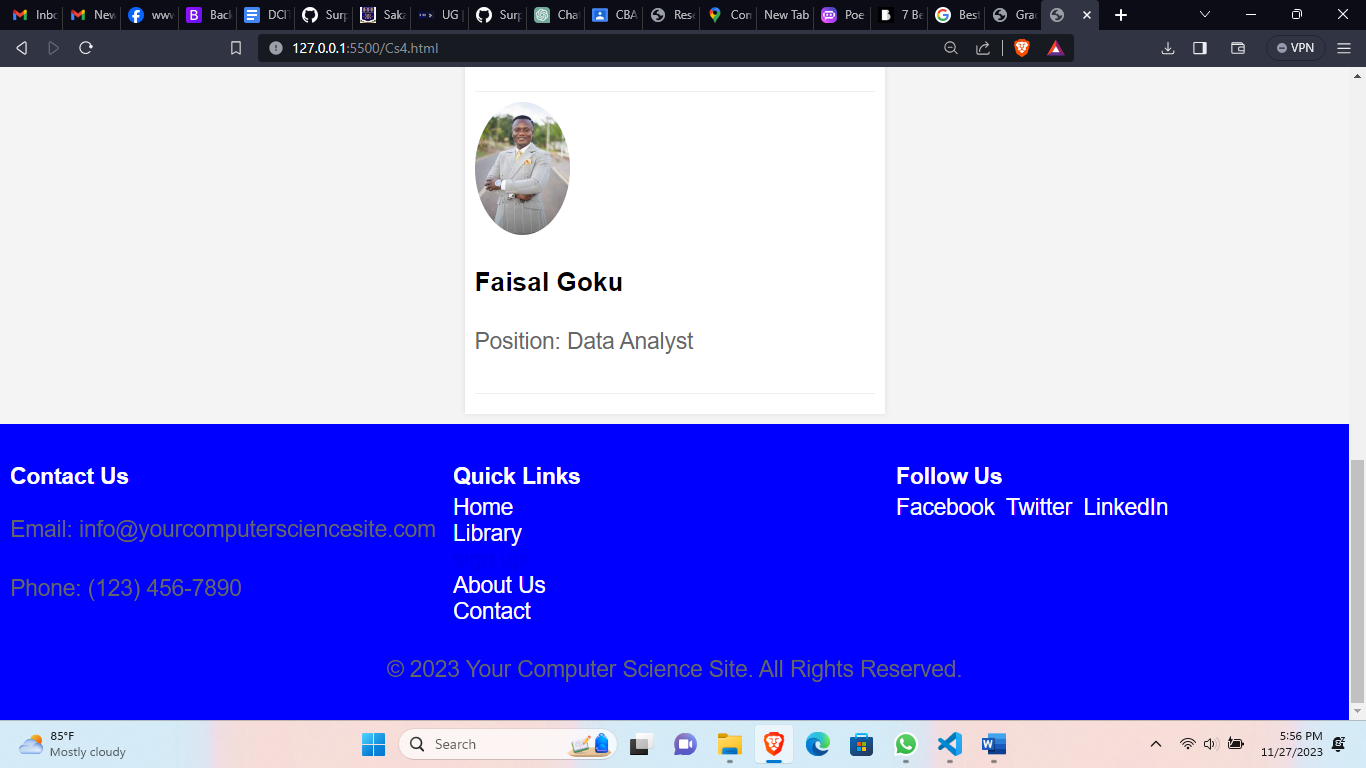 Inbo
New
www
Back
DCIT
Surp
Saka
UG
Surp
Cha
CBA
Rese
Con
New Tab
Poe
7 Be
Best
Grac
127.0.0.1:5500/Cs4.html
VPN
Faisal Goku
Position: Data Analyst
Contact Us
Email: info@yourcomputersciencesite.com
Phone: (123) 456-7890
Quick Links
Home
Library
About Us
Contact
Follow Us
Facebook Twitter LinkedIn
© 2023 Your Computer Science Site. All Rights Reserved.
85°F
Mostly cloudy
Search
5:56 PM
11/27/2023